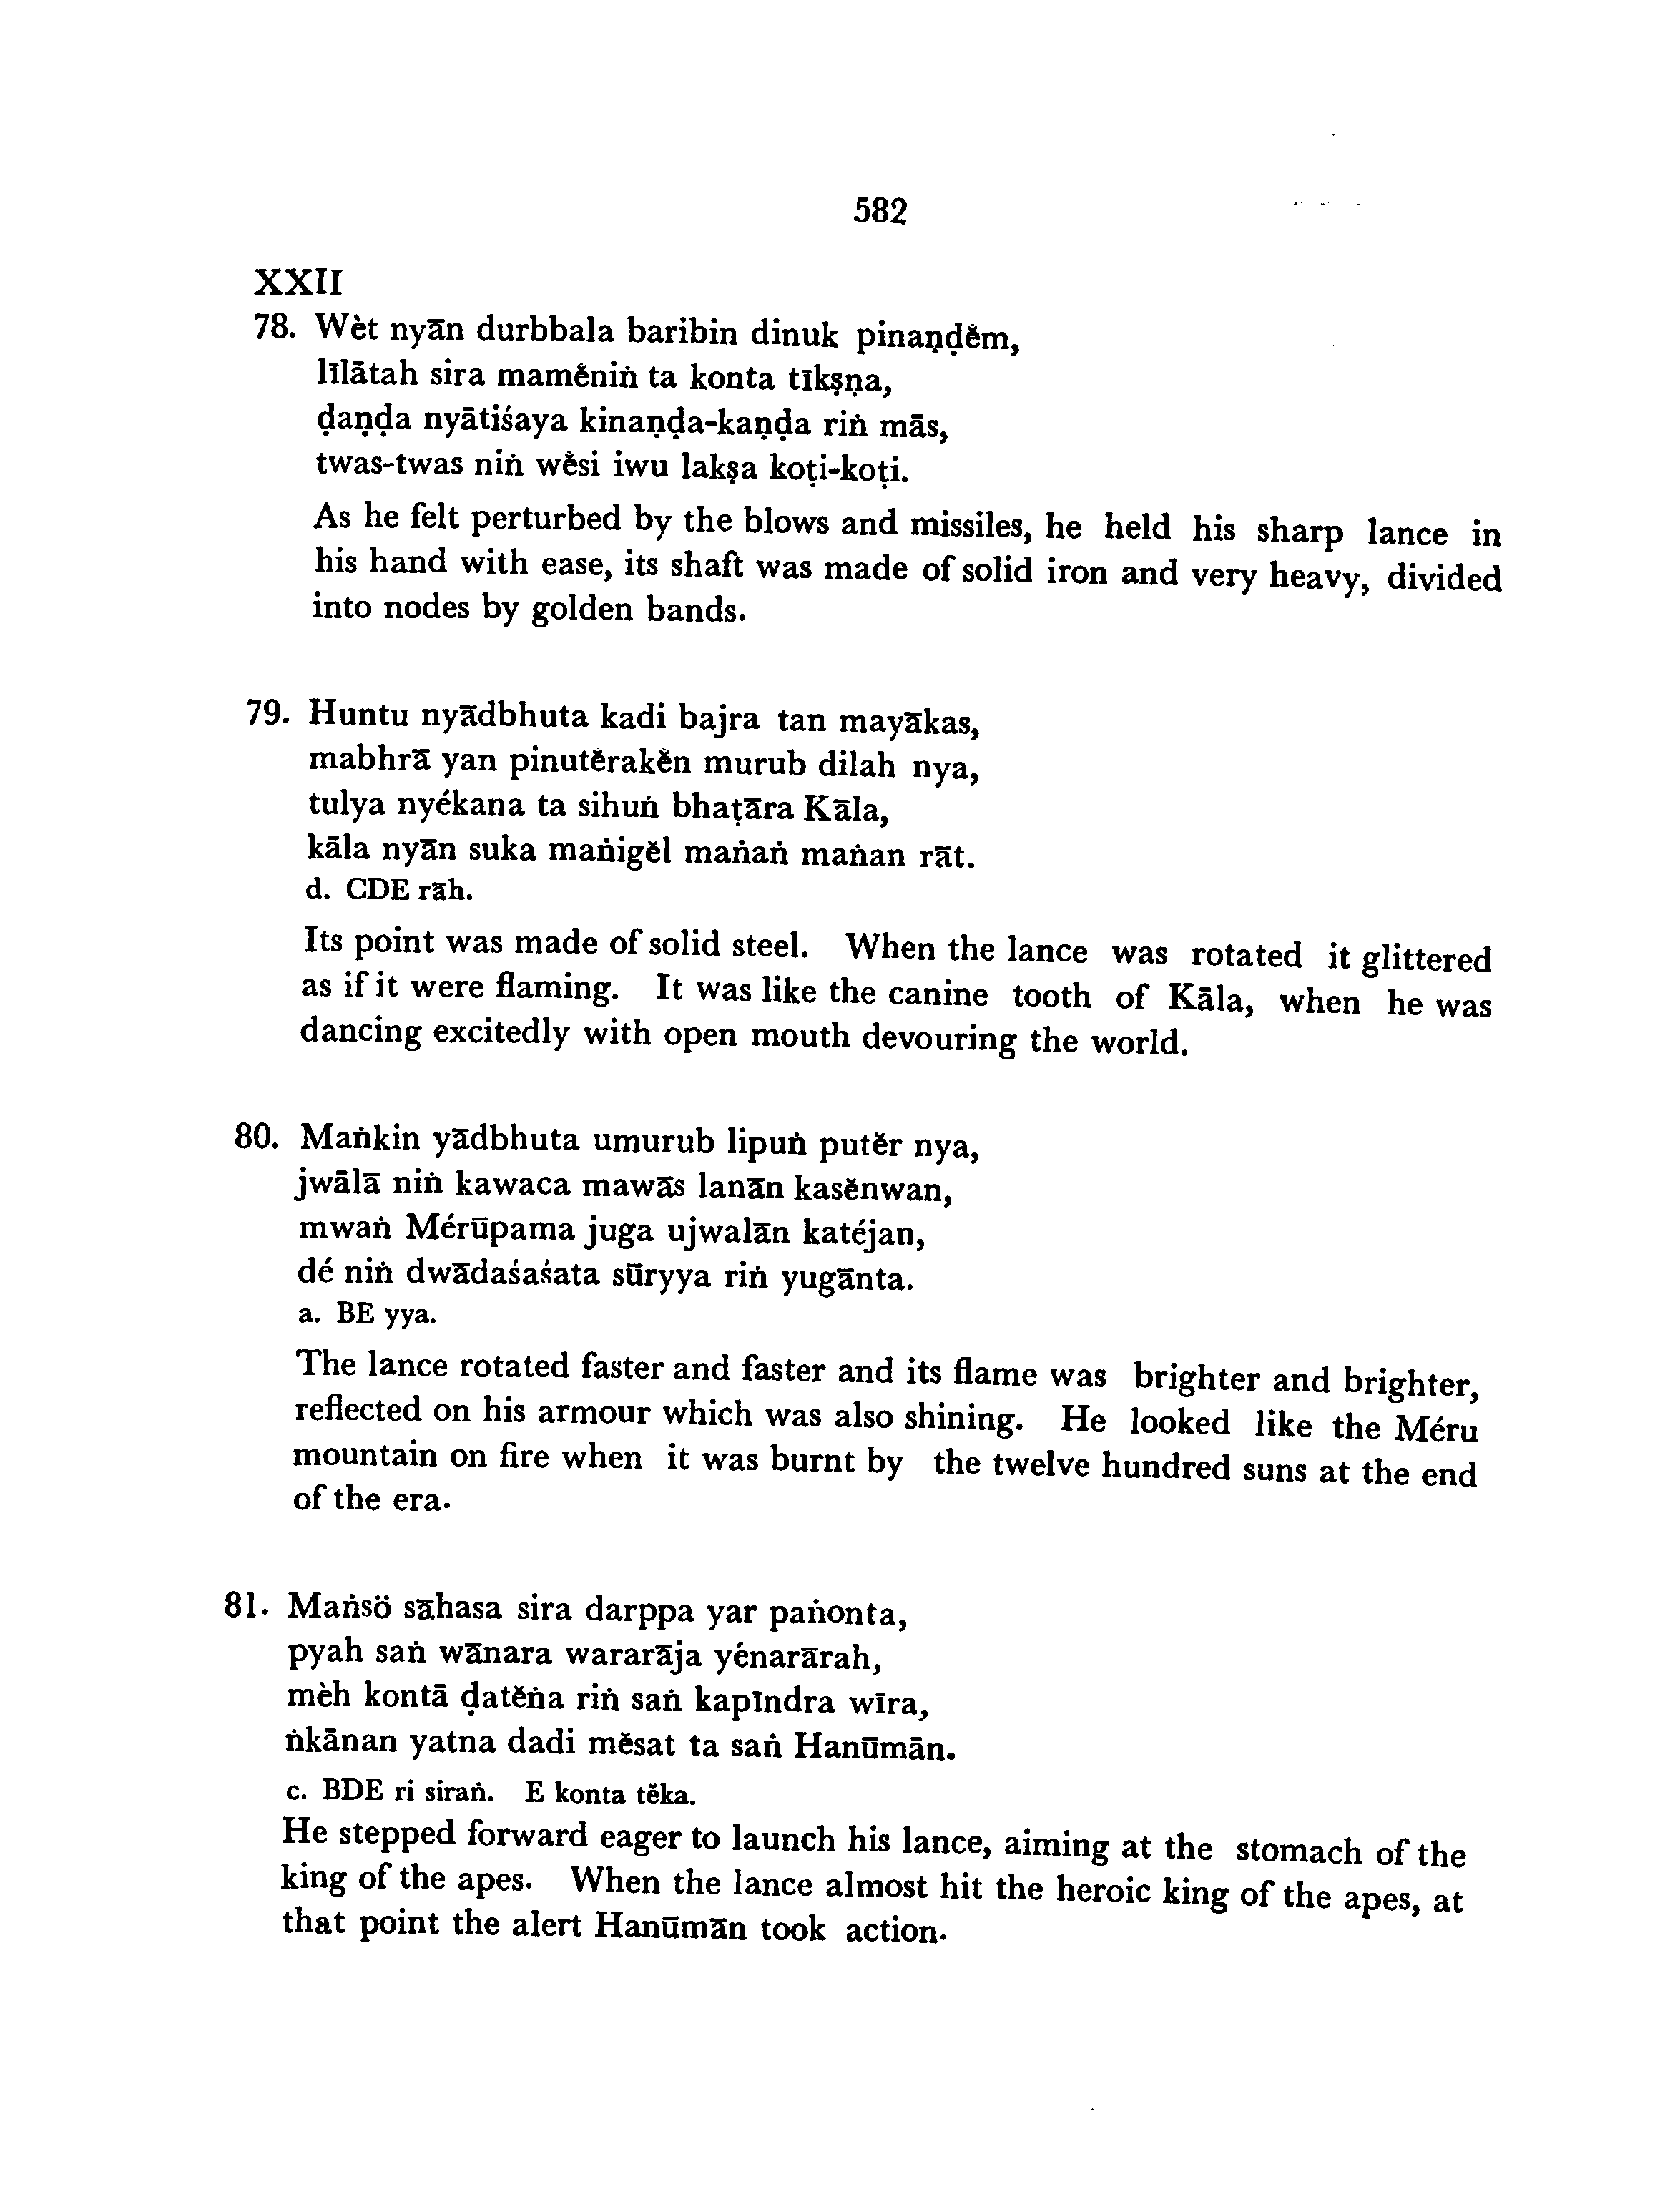 582
XXII
78. Wèt nyān durbbala baribin dinuk pinaṇḍĕm,
līlātah sira mamĕniṅ ta konta tīkṣṇa,
ḍaṇḍa nyātiśaya kinaṇḍa-kaṇḍa riṅ mās,
twas-twas niṅ wĕsi iwu lakṣa koṭi-koṭi.
As he felt perturbed by the blows and missiles, he held his sharp lance in
his hand with ease, its shaft was made of solid iron and very heavy, divided
into nodes by golden bands.
79. Huntu nyādbhuta kadi bajra tan mayākas,
mabhrā yan pinutĕrakĕn murub dilah nya,
tulya nyékana ta sihuṅ bhaṭāra Kāla,
kāla nyān suka maṅigĕl maṅaṅ maṅan rāt.
d. CDE rāh.
Its point was made of solid steel. When the lance was rotated it glittered
as if it were flaming. It was like the canine tooth of Kāla, when he was
dancing excitedly with open mouth devouring the world.
80. Maṅkin yādbhuta umurub lipuṅ putĕr nya,
jwālā niṅ kawaca mawās lanān kasĕnwan,
mwaṅ Mérūpama juga ujwalān katéjan,
dé niṅ dwādaśaśata sūryya riṅ yugānta.
a. BE yya.
The lance rotated faster and faster and its flame was brighter and brighter,
reflected on his armour which was also shining. He looked like the Méru
mountain on fire when it was burnt by the twelve hundred suns at the end
of the era.
81. Maṅsö sāhasa sira darppa yar paṅonta,
pyah saṅ wānara wararāja yénarārah,
mèh kontā ḍatĕṅa riṅ saṅ kapīndra wīra,
ṅkānan yatna dadi mĕsat ta saṅ Hanūmān.
c. BDE ri siraṅ. E konta tĕka.
He stepped forward eager to launch his lance, aiming at the stomach of the
king of the apes. When the lance almost hit the heroic king of the apes, at
that point the alert Hanūmān took action.